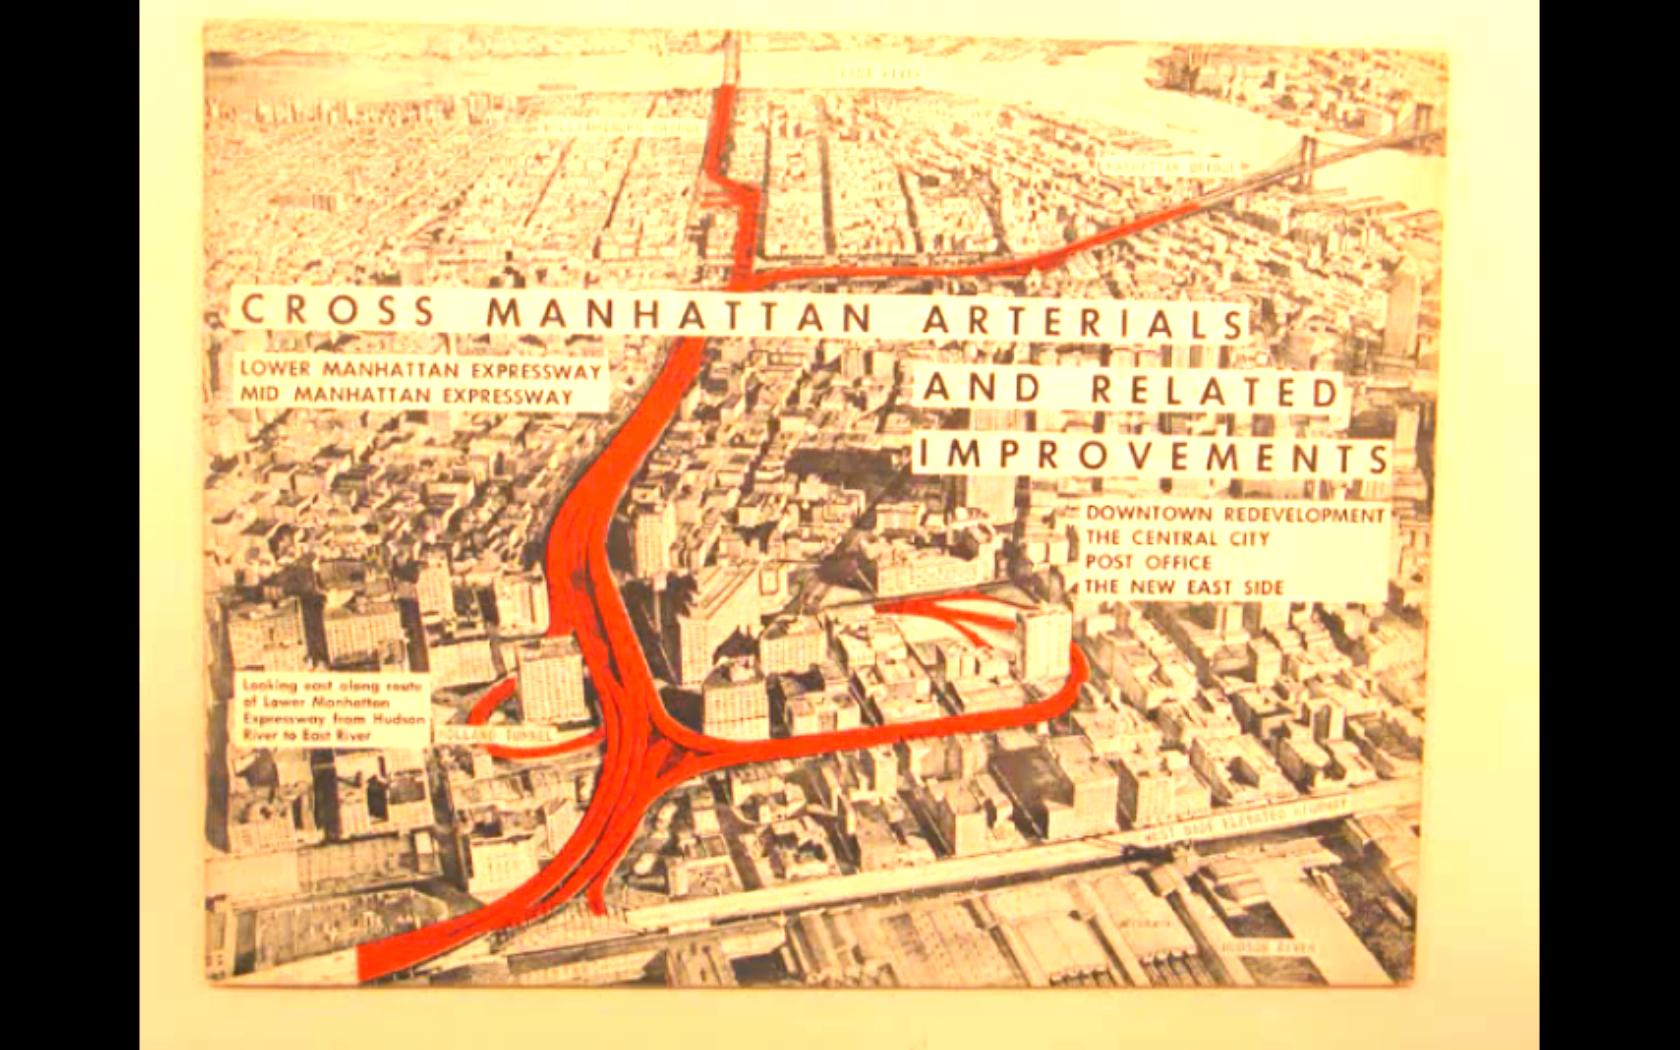 EAST RIVER
MANHATTAN BRIDGE
CROSS MANHATTAN ARTERIALS
LOWER MANHATTAN EXPRESSWAY
MID MANHATTAN EXPRESSWAY
AND RELATED
IMPROVEMENTS
DOWNTOWN REDEVELOPMENT
THE CENTRAL CITY
POST OFFICE
THE NEW EAST SIDE
Looking east along route
of Lower Manhattan
Expressway from Hudson
River to East River
HOLLAND TUNNEL
WEST SIDE ELEVATED HIGHWAY
HUDSON RIVER